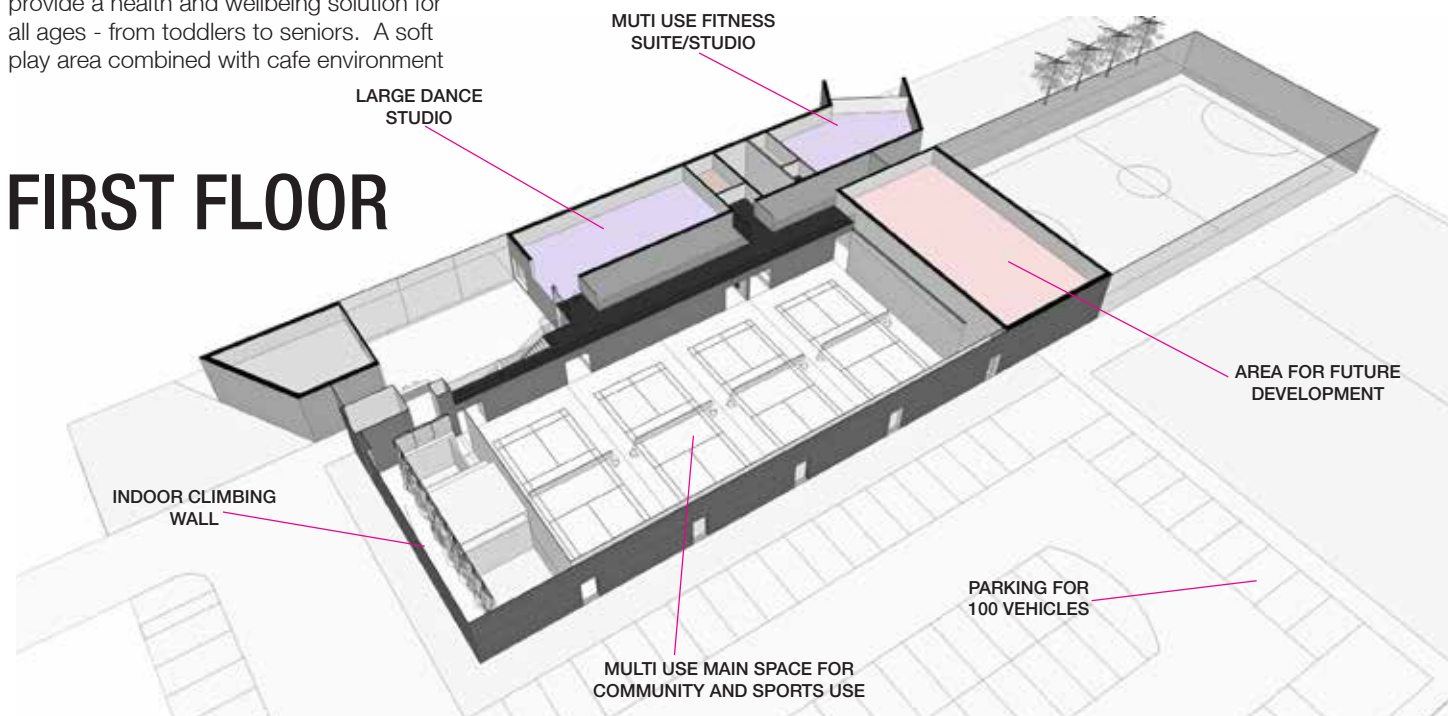 provide a health and wellbeing solution for
all ages - from toddlers to seniors. A soft
play area combined with cafe environment
MUTI USE FITNESS
SUITE/STUDIO
LARGE DANCE
STUDIO
FIRST FLOOR
AREA FOR FUTURE
DEVELOPMENT
INDOOR CLIMBING
WALL
PARKING FOR
100 VEHICLES
MULTI USE MAIN SPACE FOR
COMMUNITY AND SPORTS USE